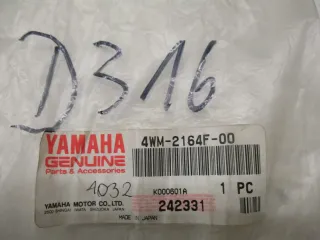 D316
YAMAHA
GENUINE
Parts & Accessories
4WM-2164F-00
1032
K000601A
1 PC
YAMAHA MOTOR CO., LTD.
242331
MADE IN JAPAN